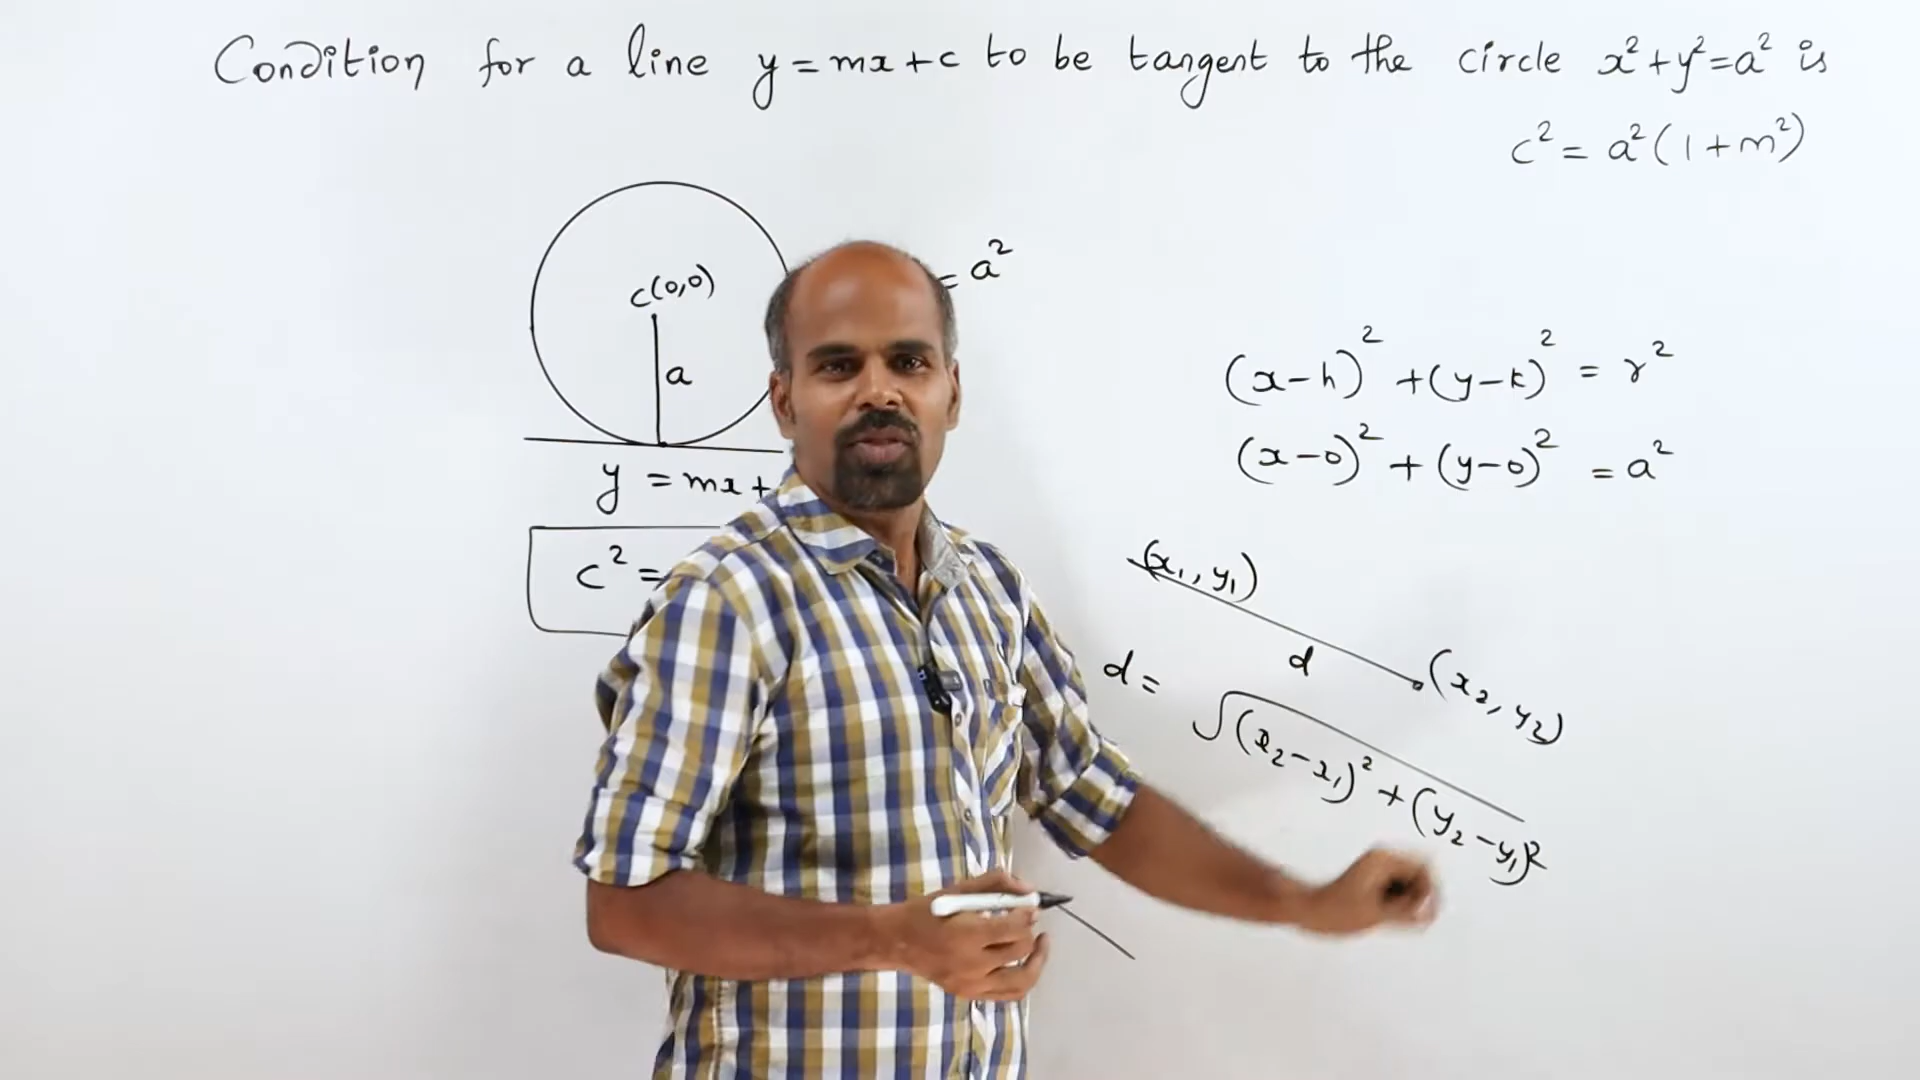 Condition for a line y = mx + c to be tangent to the circle x² + y² = a² is
c² = a²(1 + m²)
c(0,0)
= a²
a
y = mx +
c² =
(x-h)² + (y-k)² = r²
(x-0)² + (y-0)² = a²
(x₁, y₁)
d
(x₂, y₂)
d = √(x₂-x₁)² + (y₂-y₁)²